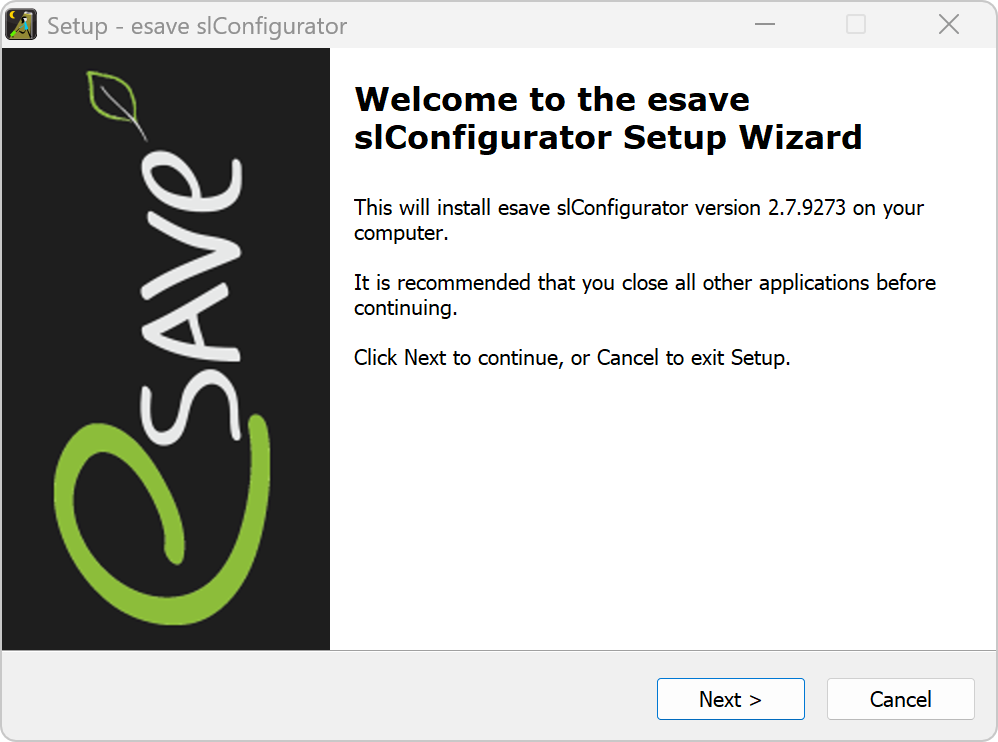 Setup - esave slConfigurator
esave
Welcome to the esave
slConfigurator Setup Wizard
This will install esave slConfigurator version 2.7.9273 on your
computer.
It is recommended that you close all other applications before
continuing.
Click Next to continue, or Cancel to exit Setup.
Next >
Cancel